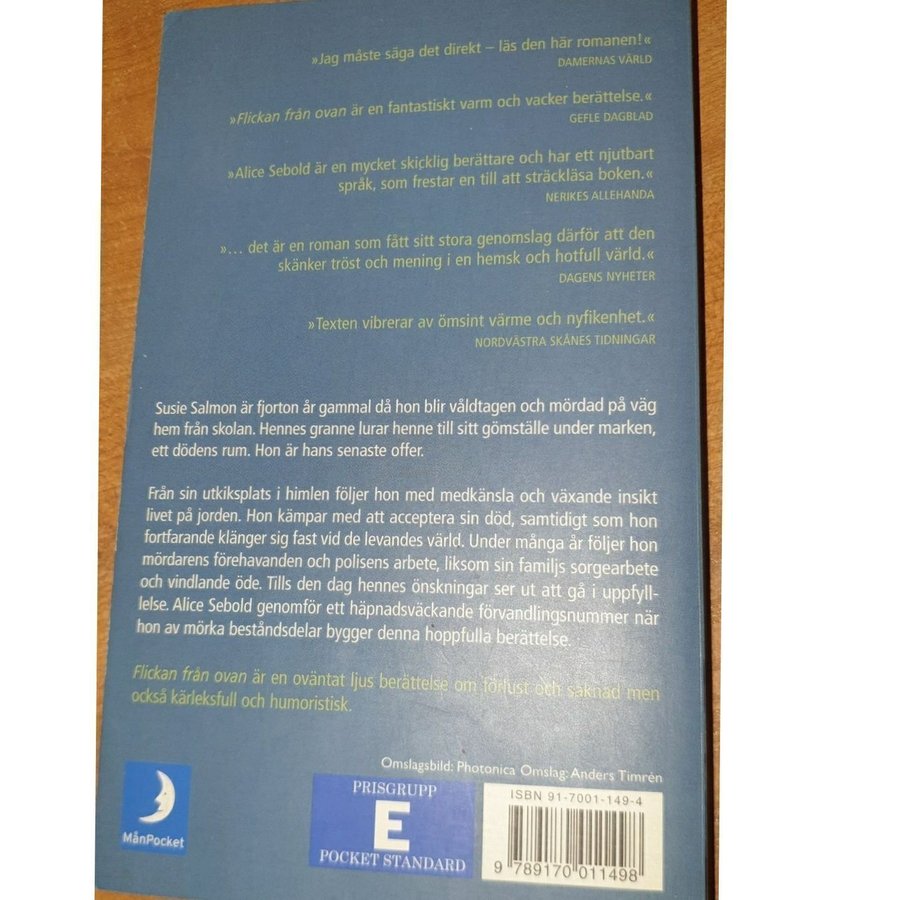 »Jag måste säga det direkt – läs den här romanen!«
DAMERNAS VÄRLD
»Flickan från ovan är en fantastiskt varm och vacker berättelse.«
GEFLE DAGBLAD
»Alice Sebold är en mycket skicklig berättare och har ett njutbart
språk, som frestar en till att sträckläsa boken.«
NERIKES ALLEHANDA
»... det är en roman som fått sitt stora genomslag därför att den
skänker tröst och mening i en hemsk och hotfull värld.«
DAGENS NYHETER
»Texten vibrerar av ömsint värme och nyfikenhet.«
NORDVÄSTRA SKÅNES TIDNINGAR
Susie Salmon är fjorton år gammal då hon blir våldtagen och mördad på väg
hem från skolan. Hennes granne lurar henne till sitt gömställe under marken,
ett dödens rum. Hon är hans senaste offer.
Från sin utkiksplats i himlen följer hon med medkänsla och växande insikt
livet på jorden. Hon kämpar med att acceptera sin död, samtidigt som hon
fortfarande klänger sig fast vid de levandes värld. Under många år följer hon
mördarens förehavanden och polisens arbete, liksom sin familjs sorgearbete
och vindlande öde. Tills den dag hennes önskningar ser ut att gå i uppfyll-
lelse. Alice Sebold genomför ett häpnadsväckande förvandlingsnummer när
hon av mörka beståndsdelar bygger denna hoppfulla berättelse.
Flickan från ovan är en oväntat ljus berättelse om förlust och saknad men
också kärleksfull och humoristisk.
Omslagsbild: Photonica Omslag: Anders Timrén
MånPocket
PRISGRUPP
E
POCKET STANDARD
ISBN 91-7001-149-4
9 789170 011498